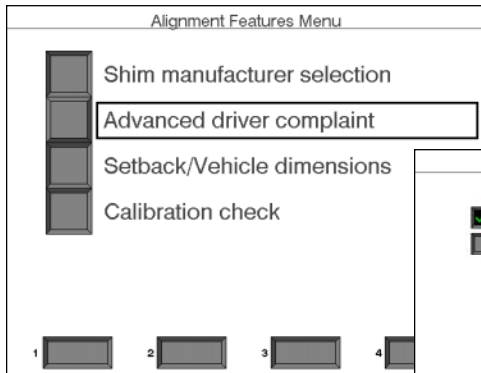 Alignment Features Menu
Shim manufacturer selection
Advanced driver complaint
Setback/Vehicle dimensions
Calibration check
1 2 3 4